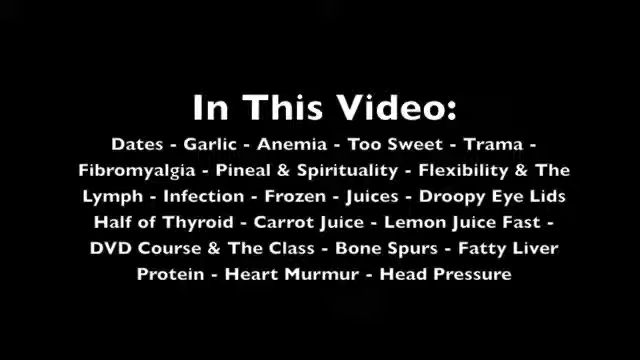 In This Video:
Dates - Garlic - Anemia - Too Sweet - Trama -
Fibromyalgia - Pineal & Spirituality - Flexibility & The
Lymph - Infection - Frozen - Juices - Droopy Eye Lids
Half of Thyroid - Carrot Juice - Lemon Juice Fast -
DVD Course & The Class - Bone Spurs - Fatty Liver
Protein - Heart Murmur - Head Pressure